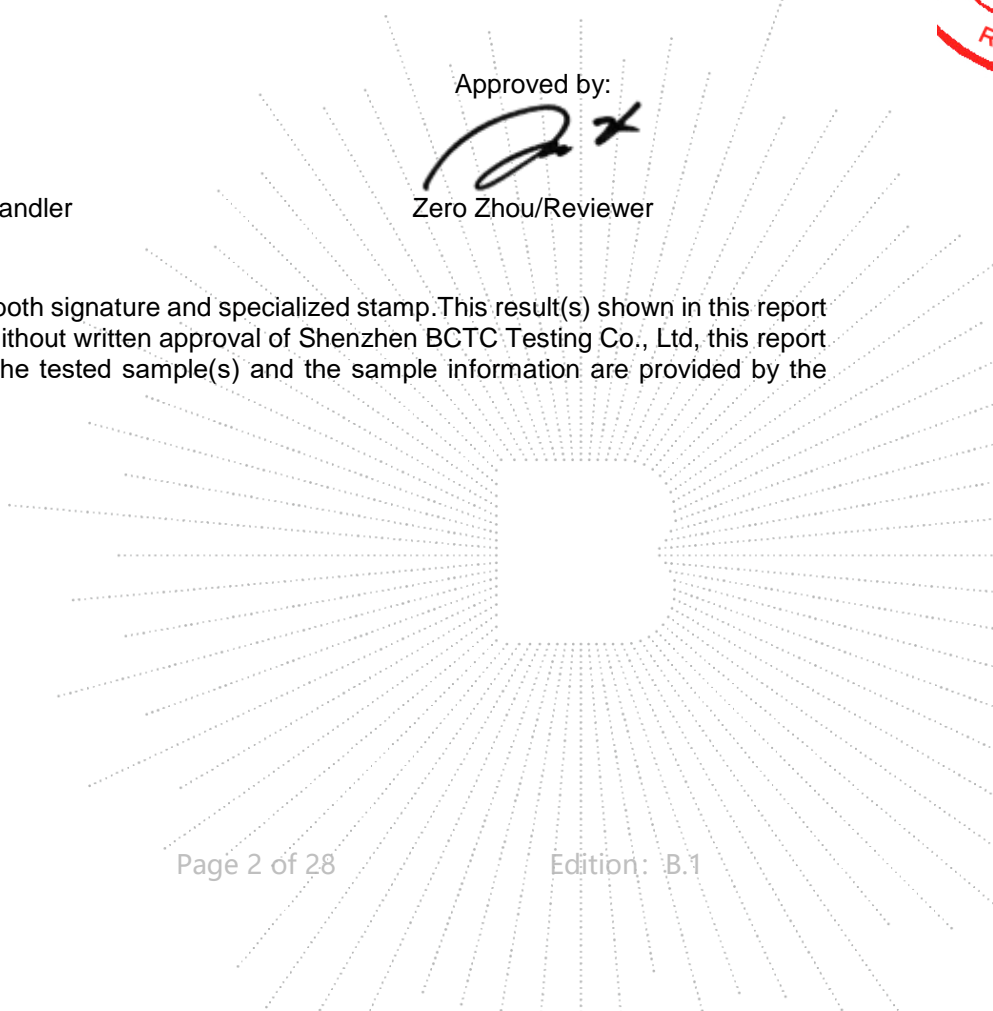 Approved by:
Zero Zhou/Reviewer
both signature and specialized stamp.This result(s) shown in this report
ithout written approval of Shenzhen BCTC Testing Co., Ltd, this report
he tested sample(s) and the sample information are provided by the
Page 2 of 28 Edition: B.1